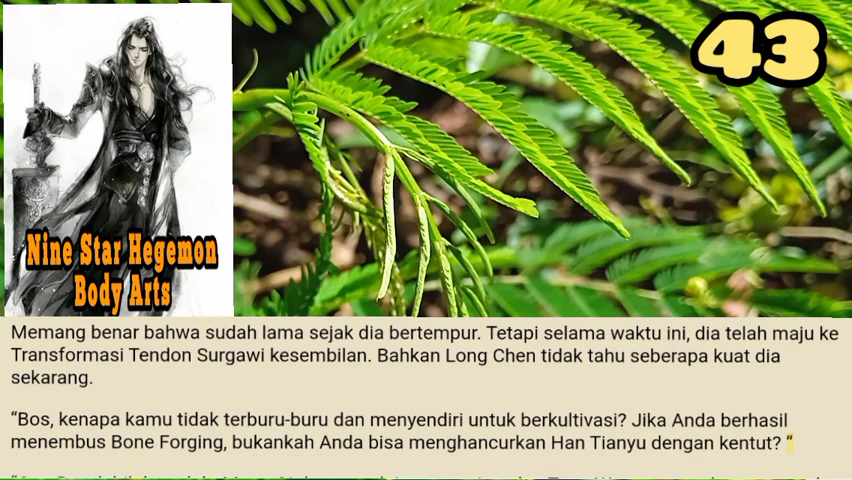 43
Nine Star Hegemon
Body Arts
Memang benar bahwa sudah lama sejak dia bertempur. Tetapi selama waktu ini, dia telah maju ke
Transformasi Tendon Surgawi kesembilan. Bahkan Long Chen tidak tahu seberapa kuat dia
sekarang.
“Bos, kenapa kamu tidak terburu-buru dan menyendiri untuk berkultivasi? Jika Anda berhasil
menembus Bone Forging, bukankah Anda bisa menghancurkan Han Tianyu dengan kentut? “